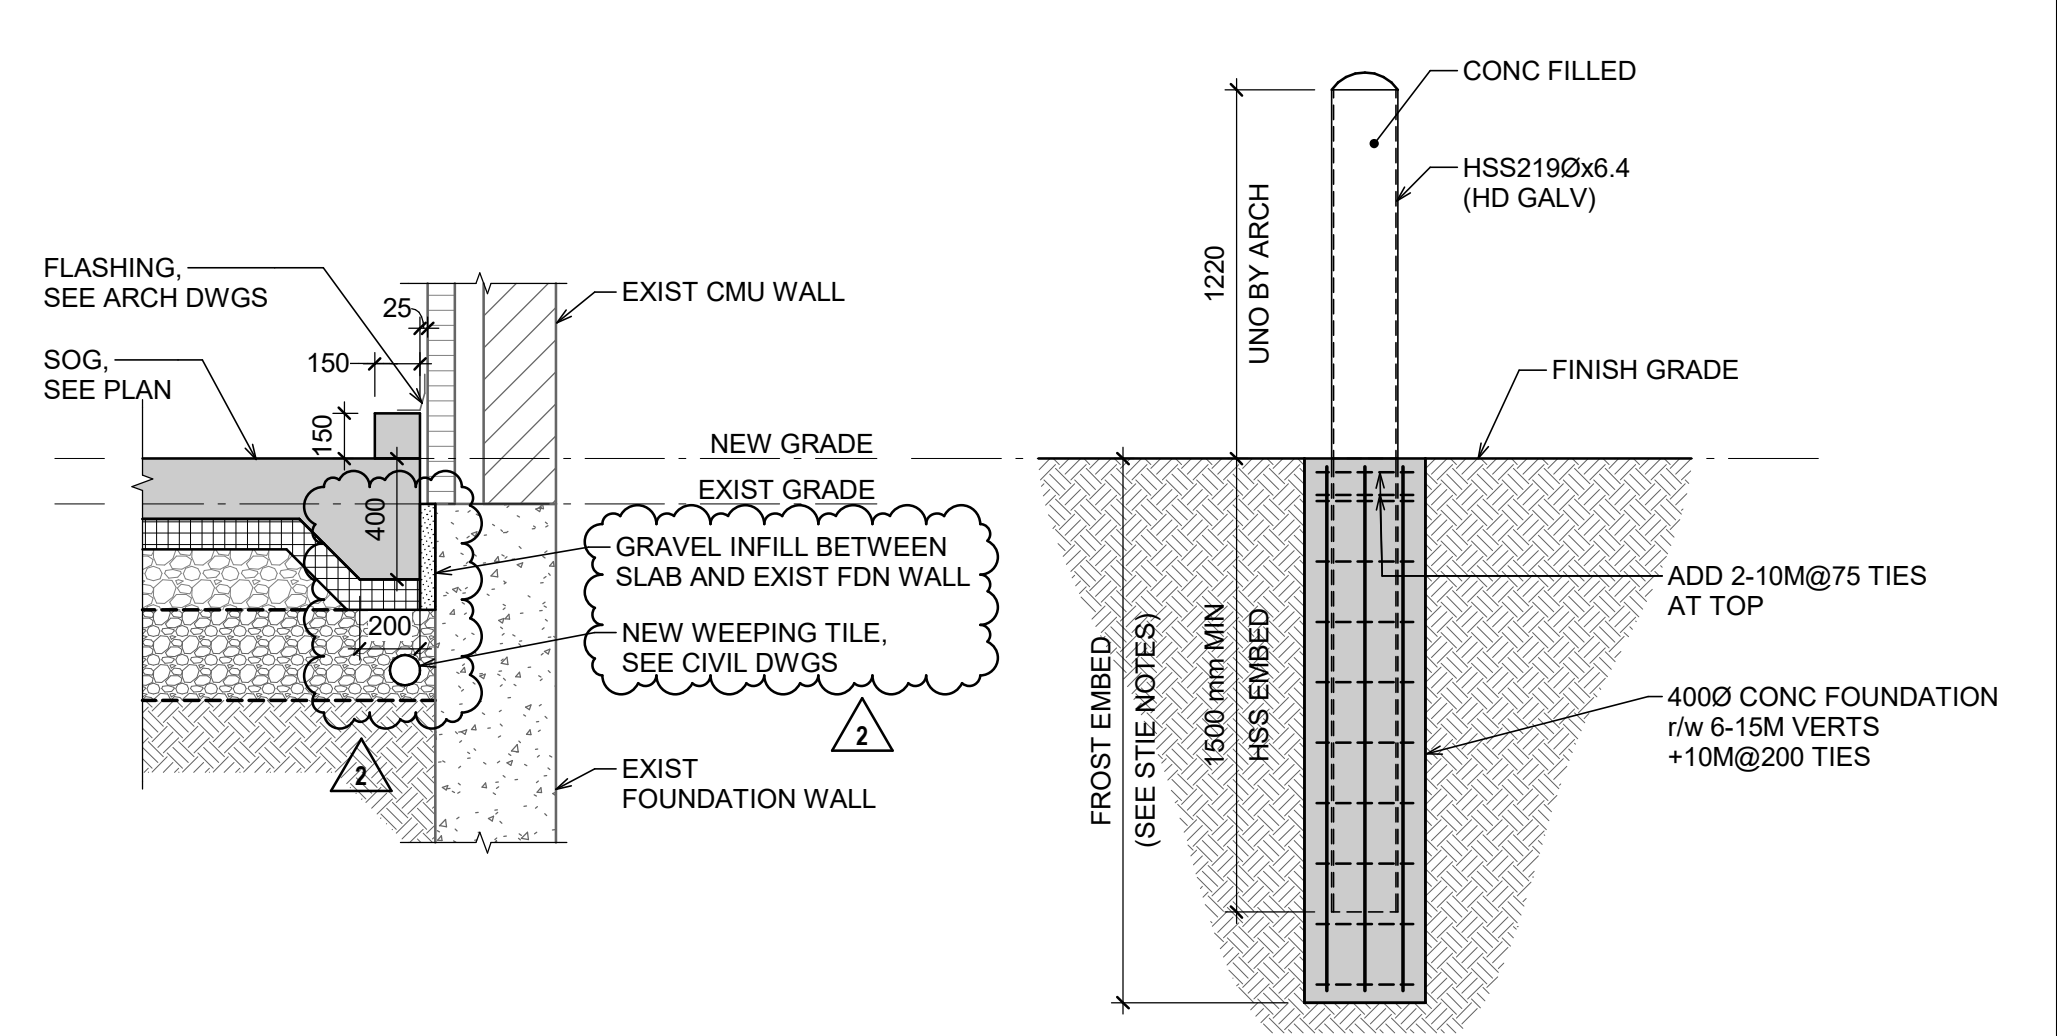 FLASHING,
SEE ARCH DWGS
SOG,
SEE PLAN
25
150
150
400
200
EXIST CMU WALL
NEW GRADE
EXIST GRADE
GRAVEL INFILL BETWEEN
SLAB AND EXIST FDN WALL
NEW WEEPING TILE,
SEE CIVIL DWGS
2
2
EXIST
FOUNDATION WALL
CONC FILLED
HSS219Øx6.4
(HD GALV)
1220
UNO BY ARCH
FINISH GRADE
FROST EMBED
(SEE STIE NOTES)
1500 mm MIN
HSS EMBED
ADD 2-10M@75 TIES
AT TOP
400Ø CONC FOUNDATION
r/w 6-15M VERTS
+10M@200 TIES